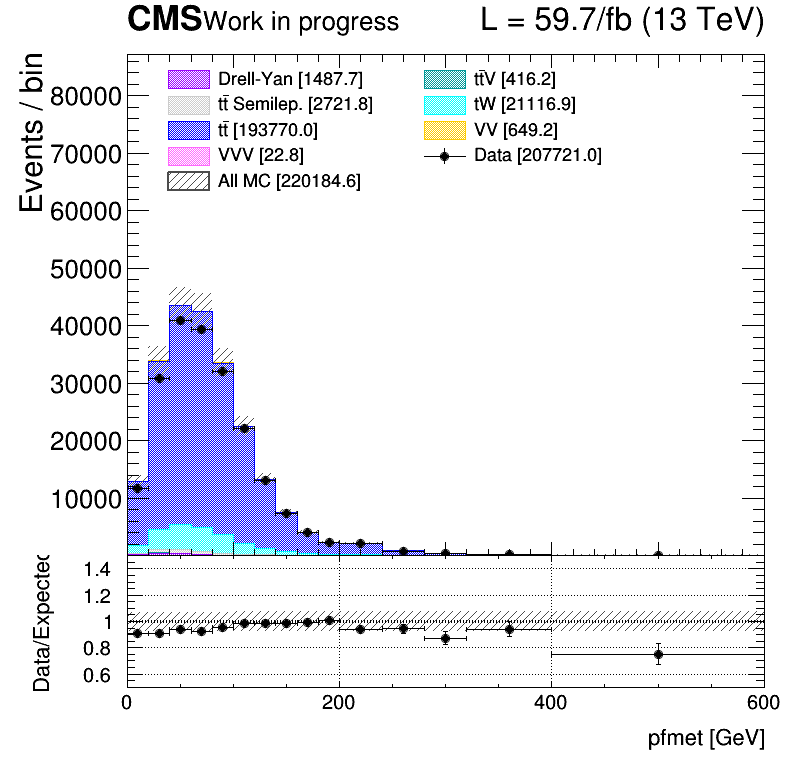 CMS Work in progress L = 59.7/fb (13 TeV)
Events / bin
80000
70000
60000
50000
40000
30000
20000
10000
Drell-Yan [1487.7]
tt̄ Semilep. [2721.8]
tt̄ [193770.0]
VVV [22.8]
All MC [220184.6]
tt̄V [416.2]
tW [21116.9]
VV [649.2]
Data [207721.0]
Data/Expected
1.4
1.2
1
0.8
0.6
0 200 400 600
pfmet [GeV]